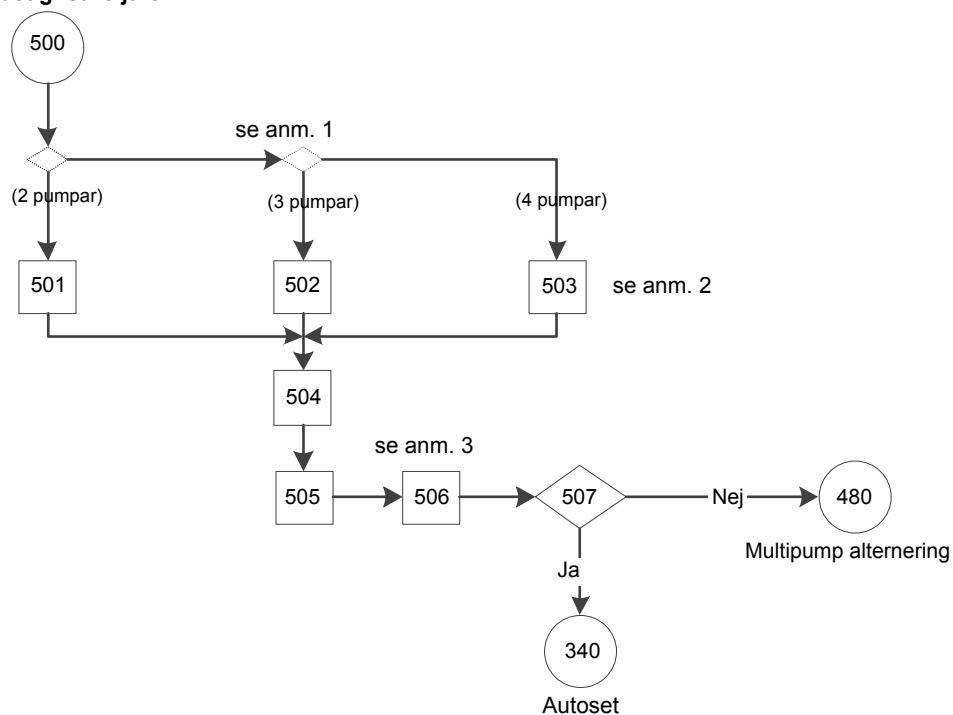 500
se anm. 1
(2 pumpar)
(3 pumpar)
(4 pumpar)
501
502
503
se anm. 2
504
se anm. 3
505
506
507
Nej
480
Multipump alternering
Ja
340
Autoset